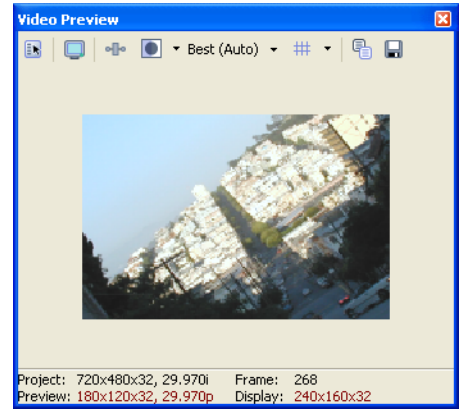 Video Preview
Best (Auto)
Project: 720x480x32, 29.970i Frame: 268
Preview: 180x120x32, 29.970p Display: 240x160x32